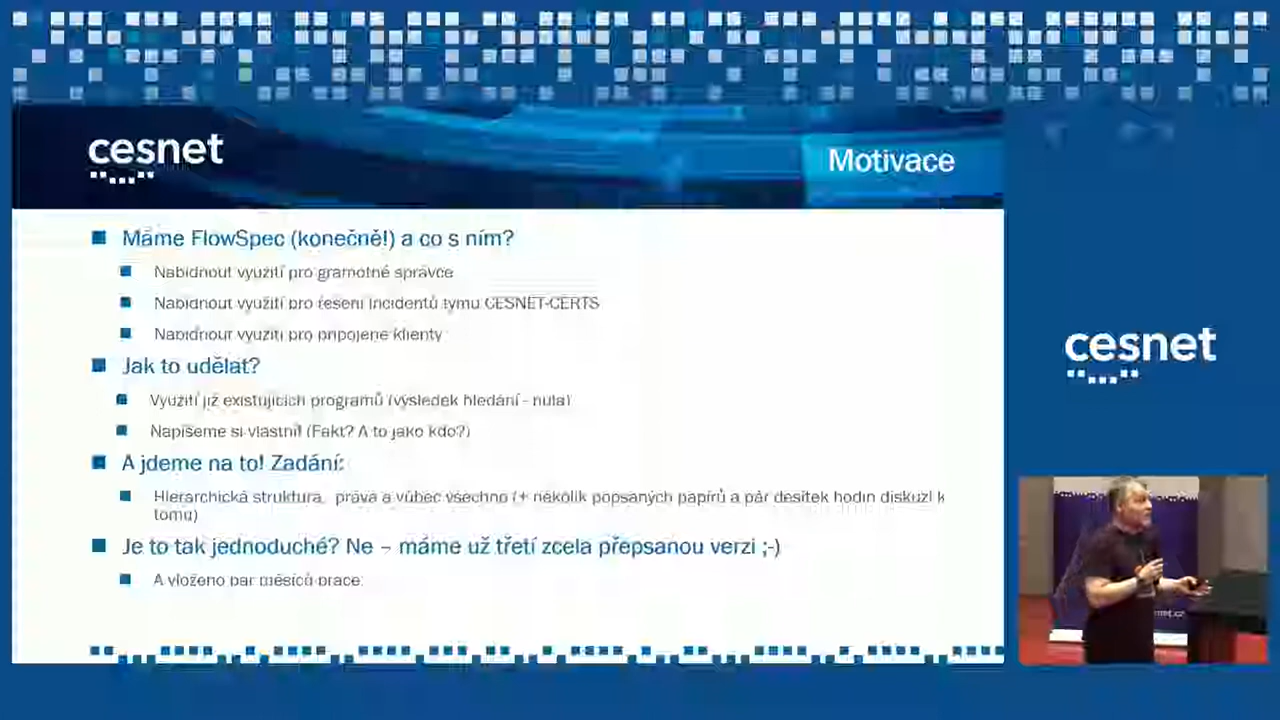 cesnet
Motivace
Máme FlowSpec (konečně!) a co s ním?
Nabídnout využití pro gramotné správce
Nabídnout využití pro řešení incidentů týmu CESNET-CERTS
Nabídnout využití pro připojené klienty
Jak to udělat?
Využití již existujících programů (výsledek hledání - nula)
Napíšeme si vlastní! (Fakt? A to jako kdo?)
A jdeme na to! Zadání:
Hierarchická struktura, práva a vůbec všechno (+ několik popsaných papírů a pár desítek hodin diskuzí k
tomu)
Je to tak jednoduché? Ne – máme už třetí zcela přepsanou verzi ;-)
A vloženo pár měsíců práce
cesnet